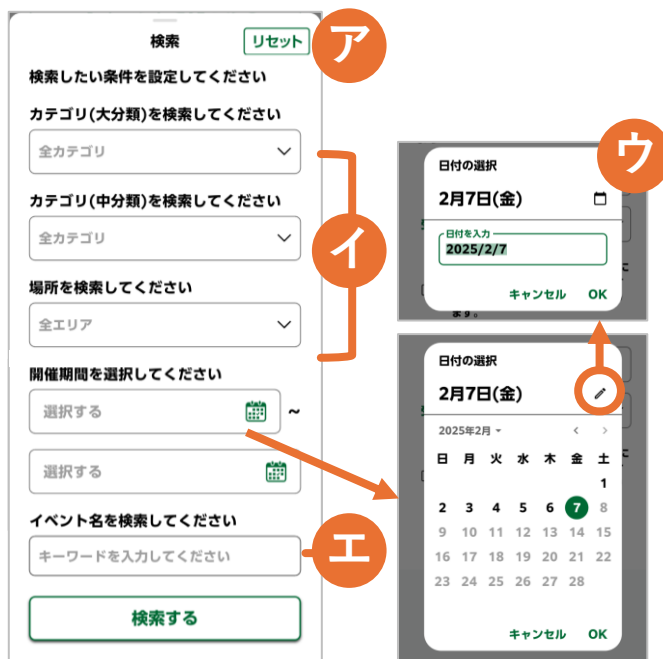 検索
リセット
ア
検索したい条件を設定してください
カテゴリ(大分類)を検索してください
全カテゴリ
カテゴリ(中分類)を検索してください
全カテゴリ
イ
場所を検索してください
全エリア
開催期間を選択してください
選択する
~
選択する
イベント名を検索してください
キーワードを入力してください
エ
検索する
ウ
日付の選択
2月7日(金)
日付を入力
2025/2/7
キャンセル OK
ます。
日付の選択
2月7日(金)
2025年2月
日 月 火 水 木 金 土
1
2 3 4 5 6 7 8
9 10 11 12 13 14 15
16 17 18 19 20 21 22
23 24 25 26 27 28
キャンセル OK